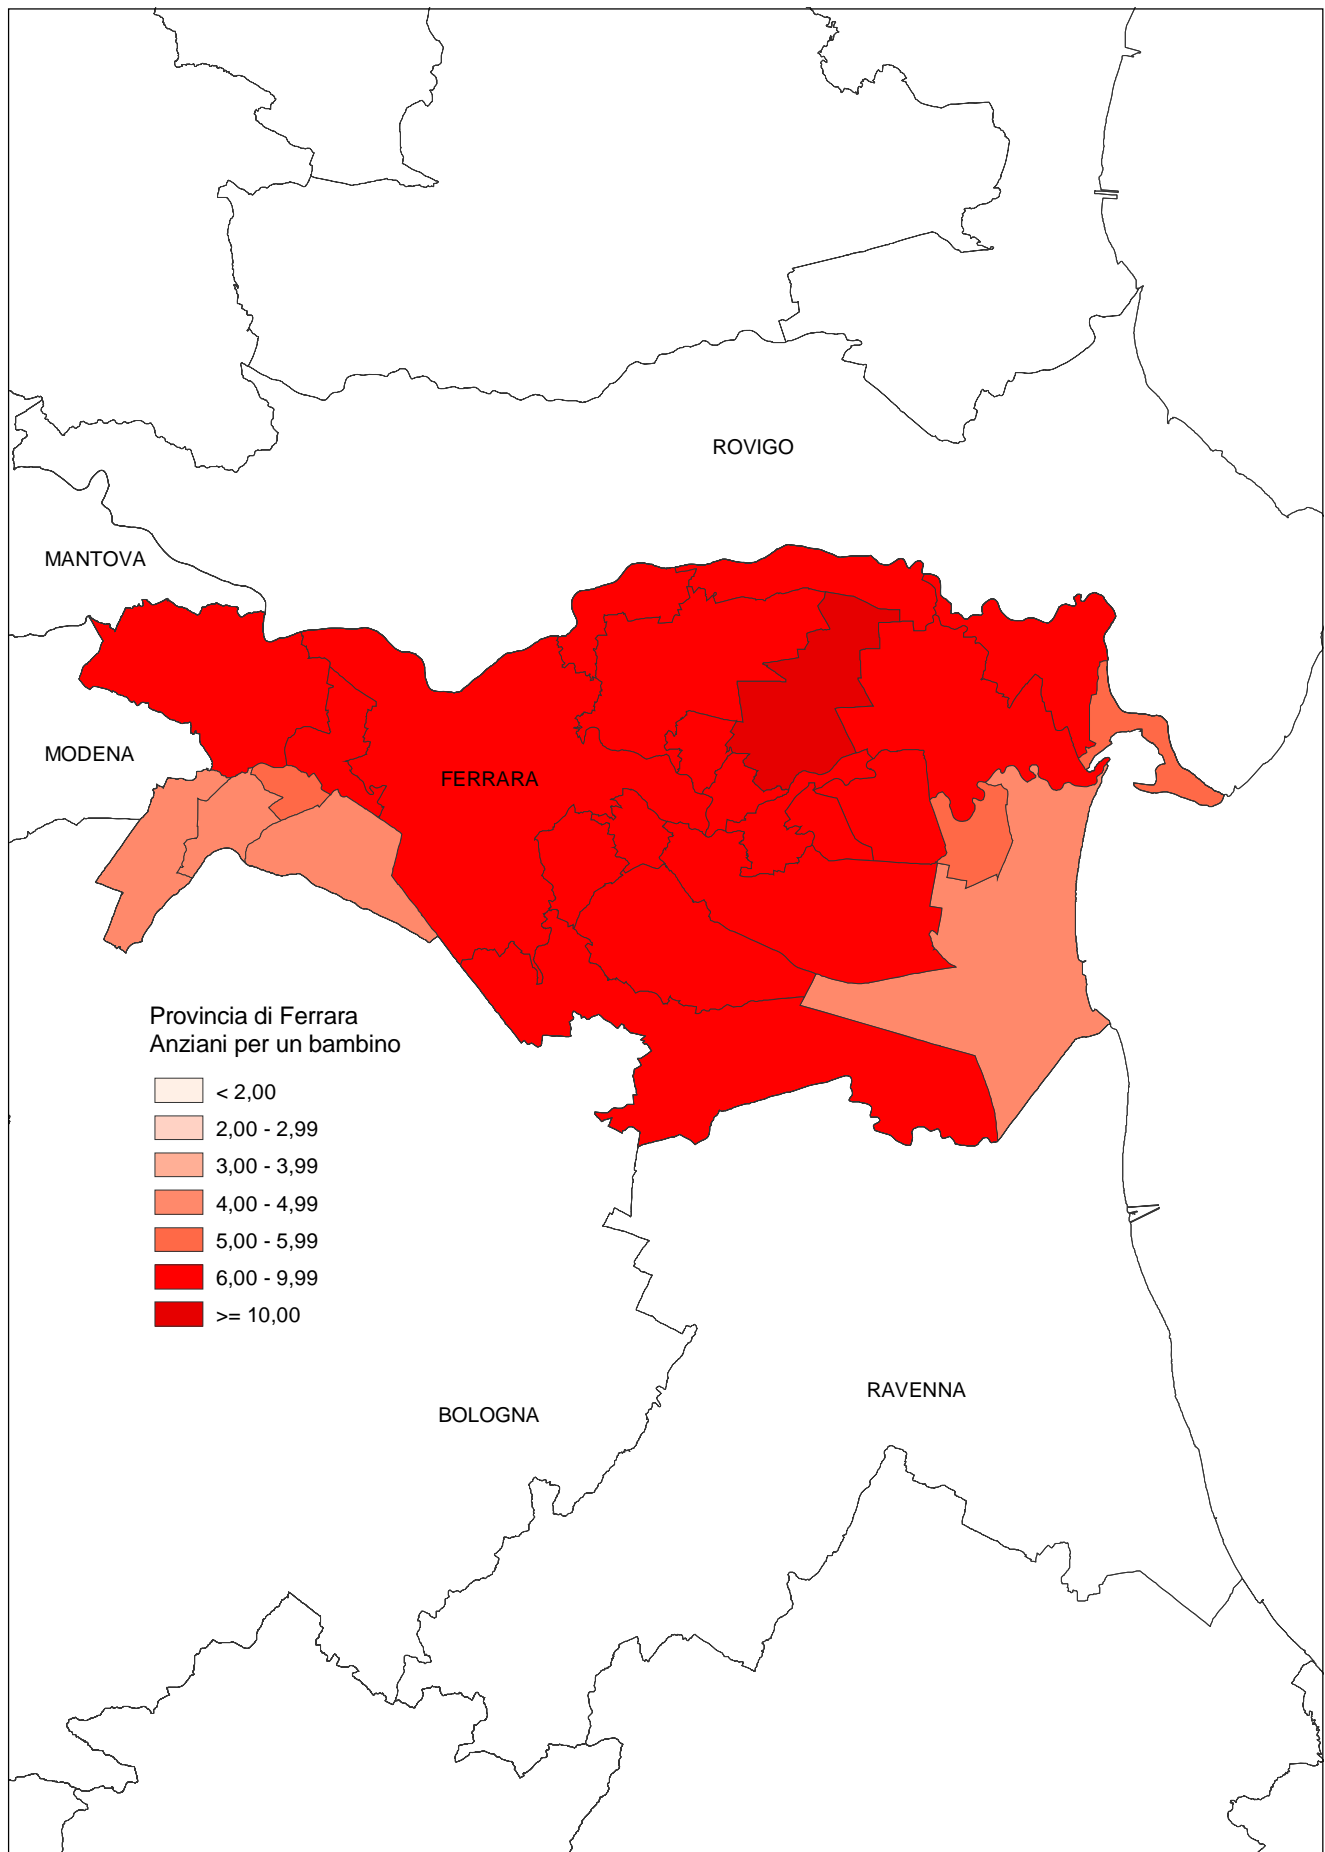 ROVIGO
MANTOVA
MODENA
FERRARA
Provincia di Ferrara
Anziani per un bambino
< 2,00
2,00 - 2,99
3,00 - 3,99
4,00 - 4,99
5,00 - 5,99
6,00 - 9,99
>= 10,00
RAVENNA
BOLOGNA